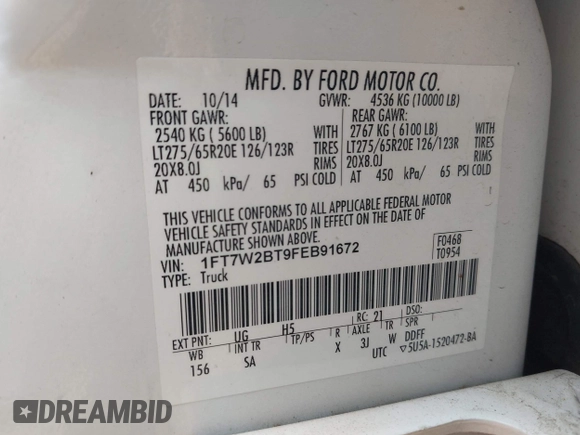 MFD. BY FORD MOTOR CO.
DATE: 10/14 GVWR: 4536 KG (10000 LB)
FRONT GAWR: REAR GAWR:
2540 KG ( 5600 LB) WITH 2767 KG ( 6100 LB) WITH
LT275/65R20E 126/123R TIRES LT275/65R20E 126/123R TIRES
20X8.0J RIMS 20X8.0J RIMS
AT 450 kPa/ 65 PSI COLD AT 450 kPa/ 65 PSI COLD
THIS VEHICLE CONFORMS TO ALL APPLICABLE FEDERAL MOTOR
VEHICLE SAFETY STANDARDS IN EFFECT ON THE DATE OF
MANUFACTURE SHOWN ABOVE.
VIN: 1FT7W2BT9FEB91672 F0468
TYPE: Truck T0954
EXT PNT: UG H5 RC: 21 DSO:
WB INT TR TP/PS R AXLE TR SPR
156 SA X 3J W DDFF
UTC ▽5U5A-1520472-BA
DREAMBID